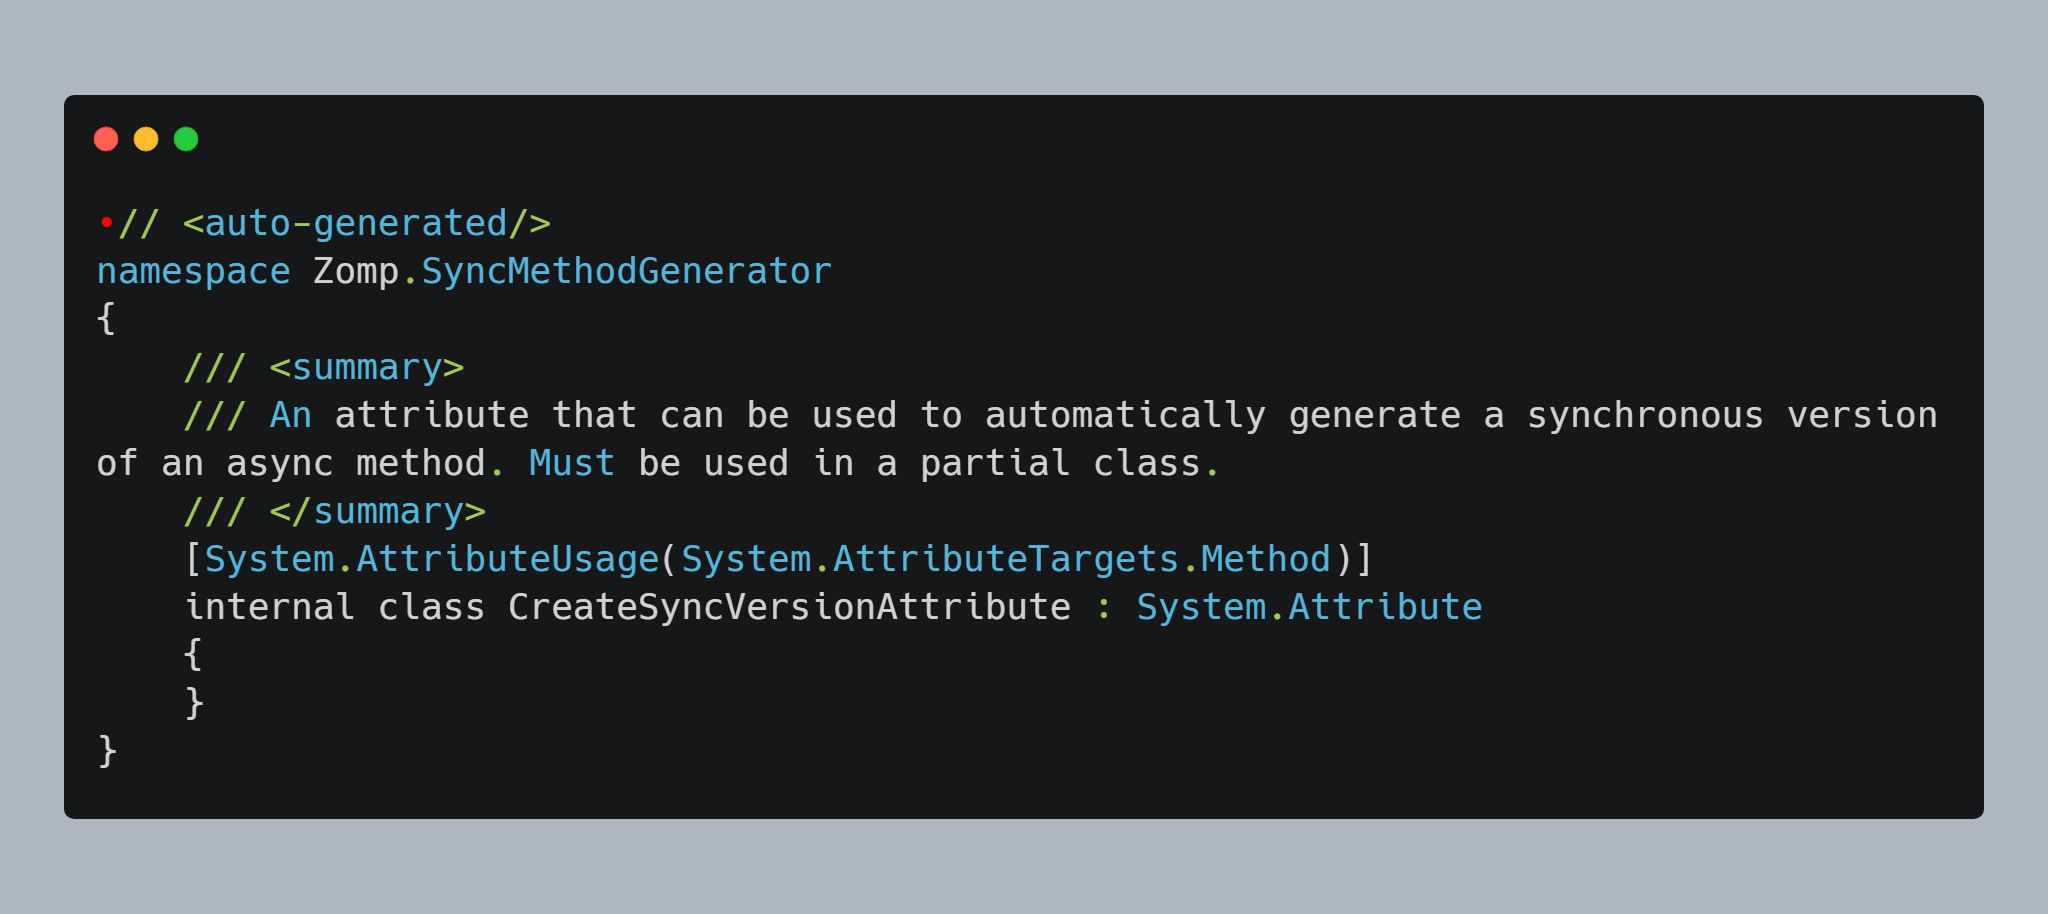 •// <auto-generated/>
namespace Zomp.SyncMethodGenerator
{
    /// <summary>
    /// An attribute that can be used to automatically generate a synchronous version
of an async method. Must be used in a partial class.
    /// </summary>
    [System.AttributeUsage(System.AttributeTargets.Method)]
    internal class CreateSyncVersionAttribute : System.Attribute
    {
    }
}